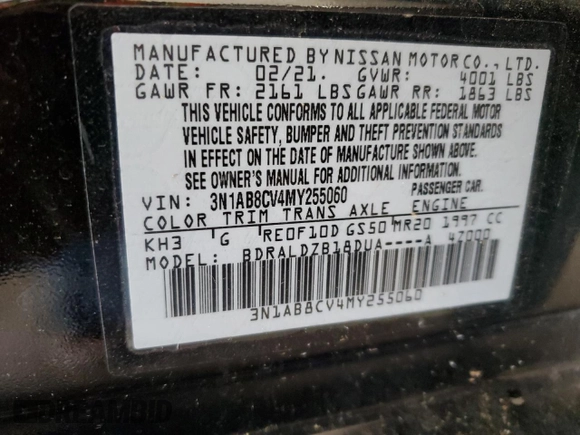 MANUFACTURED BY NISSAN MOTOR CO., LTD.
DATE: 02/21. GVWR: 4001 LBS
GAWR FR: 2161 LBS GAWR RR: 1863 LBS
THIS VEHICLE CONFORMS TO ALL APPLICABLE FEDERAL MOTOR
VEHICLE SAFETY, BUMPER AND THEFT PREVENTION STANDARDS
IN EFFECT ON THE DATE OF MANUFACTURE SHOWN ABOVE.
SEE OWNER'S MANUAL FOR ADDITIONAL INFORMATION.
VIN: 3N1AB8CV4MY255060 PASSENGER CAR.
COLOR TRIM TRANS AXLE ENGINE
KH3 G RE0F10D GS50 MR20 1997 CC
MODEL: BDRALDZB18DUA----A 47000
3N1AB8CV4MY255060